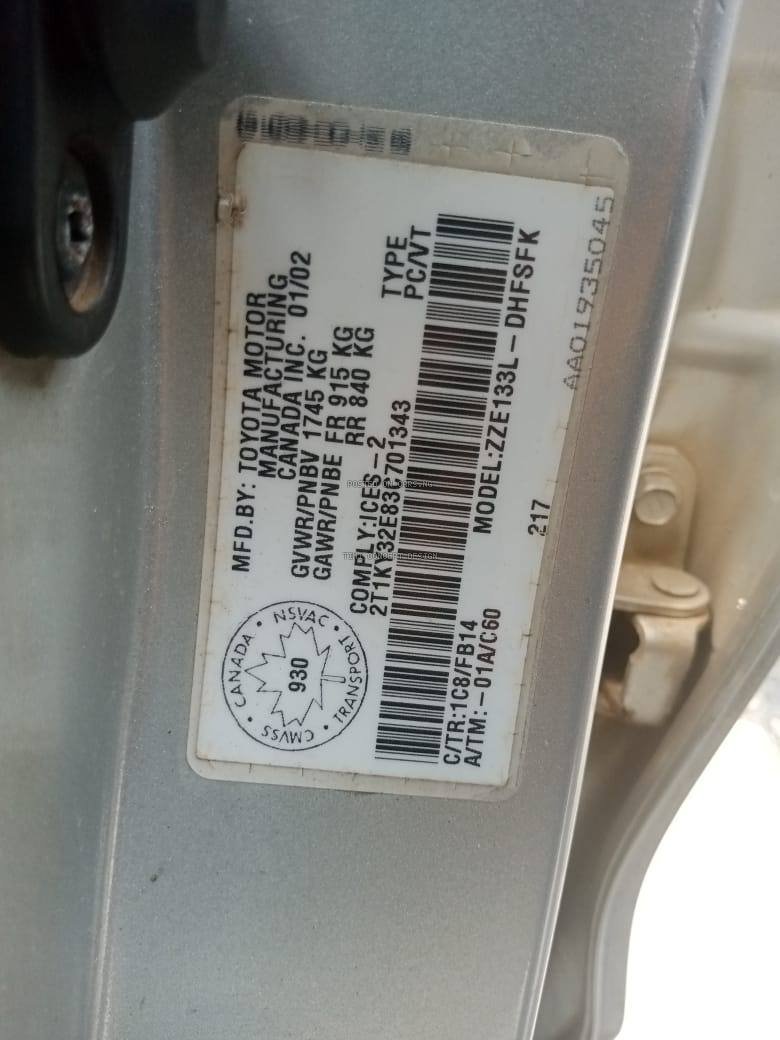 MFD.BY: TOYOTA MOTOR
MANUFACTURING
CANADA INC. 01/02
GVWR/PNBV 1745 KG
GAWR/PNBE FR 915 KG
RR 840 KG
COMPLY:ICES-2
TYPE
PC/VT
C/TR:1C8/FB14
MODEL:ZZE133L-DHFSFK
A/TM:-01A/C60
217
AA01935045
CANADA • NSVAC • TRANSPORT • CMVSS •
930